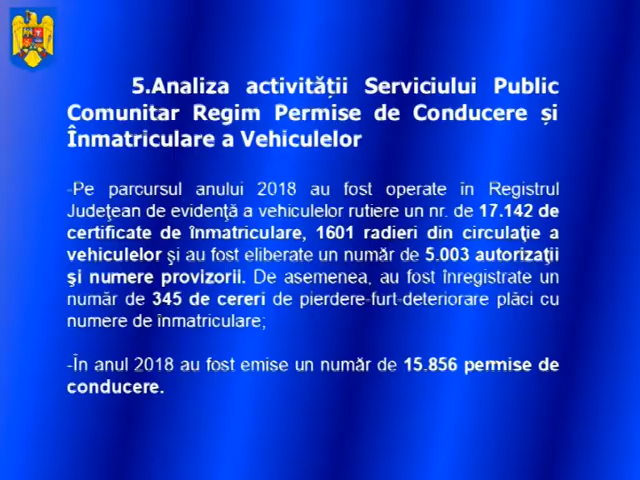 5.Analiza activității Serviciului Public
Comunitar Regim Permise de Conducere și
Înmatriculare a Vehiculelor
-Pe parcursul anului 2018 au fost operate în Registrul
Judeţean de evidenţă a vehiculelor rutiere un nr. de 17.142 de
certificate de înmatriculare, 1601 radieri din circulaţie a
vehiculelor şi au fost eliberate un număr de 5.003 autorizaţii
şi numere provizorii. De asemenea, au fost înregistrate un
număr de 345 de cereri de pierdere-furt-deteriorare plăci cu
numere de înmatriculare;
-În anul 2018 au fost emise un număr de 15.856 permise de
conducere.